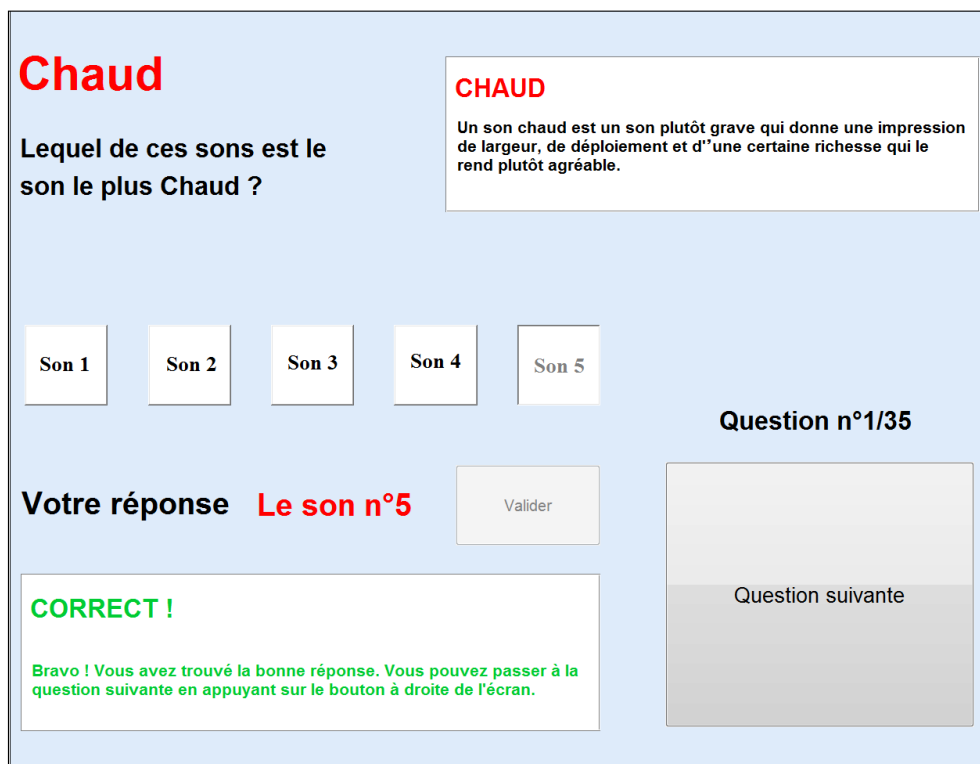 Chaud
Lequel de ces sons est le
son le plus Chaud ?
CHAUD
Un son chaud est un son plutôt grave qui donne une impression
de largeur, de déploiement et d'’une certaine richesse qui le
rend plutôt agréable.
Son 1
Son 2
Son 3
Son 4
Son 5
Question n°1/35
Votre réponse
Le son n°5
Valider
Question suivante
CORRECT !
Bravo ! Vous avez trouvé la bonne réponse. Vous pouvez passer à la
question suivante en appuyant sur le bouton à droite de l'écran.